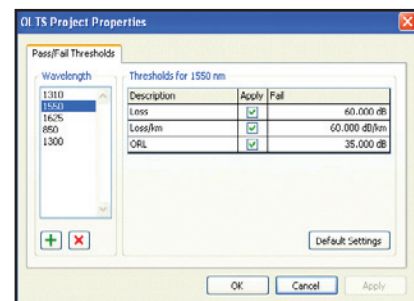 OLTS Project Properties
Pass/Fail Thresholds
Wavelength
1310
1550
1625
850
1300
Thresholds for 1550 nm
Description Apply Fail
Loss 60.000 dB
Loss/km 60.000 dB/km
ORL 35.000 dB
Default Settings
OK Cancel Apply